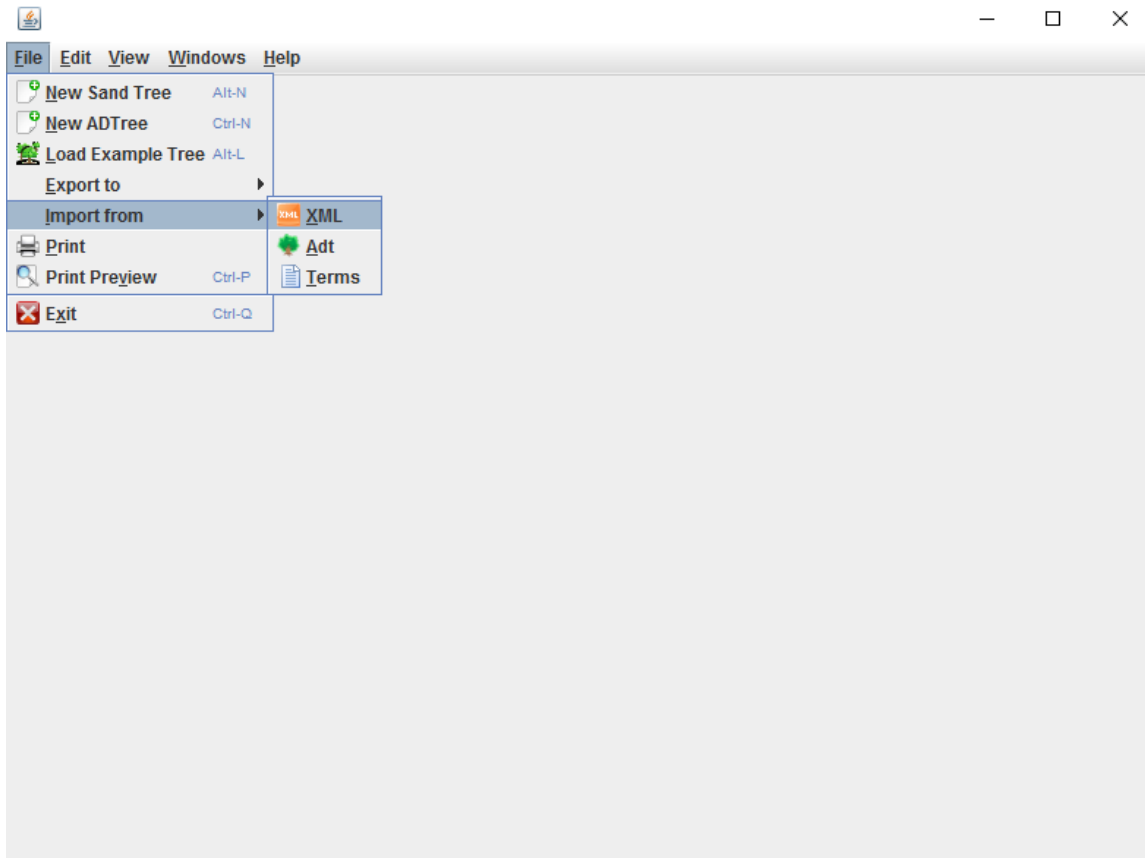 File Edit View Windows Help
New Sand Tree Alt-N
New ADTree Ctrl-N
Load Example Tree Alt-L
Export to
Import from
XML XML
Print
Adt
Print Preview Ctrl-P
Terms
Exit Ctrl-Q